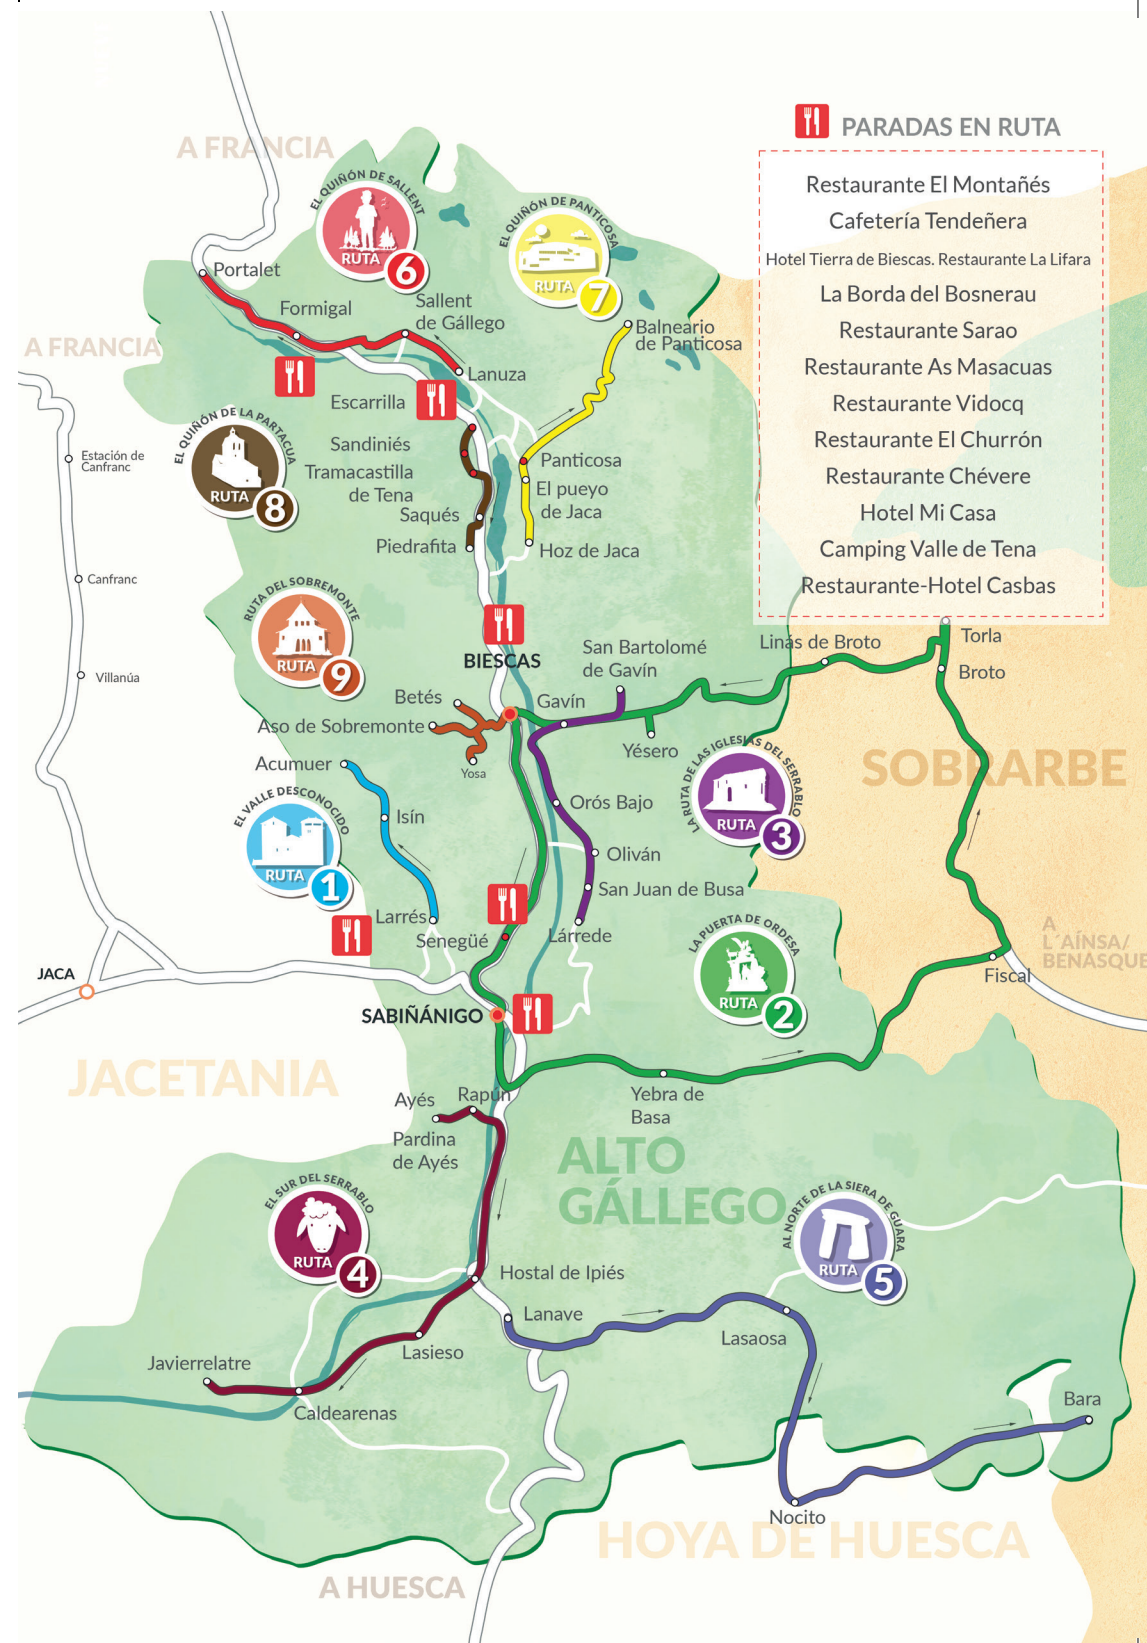 PARADAS EN RUTA
Restaurante El Montañés
Cafetería Tendeñera
Hotel Tierra de Biescas. Restaurante La Lifara
La Borda del Bosnerau
Restaurante Sarao
Restaurante As Masacuas
Restaurante Vidocq
Restaurante El Churrón
Restaurante Chévere
Hotel Mi Casa
Camping Valle de Tena
Restaurante-Hotel Casbas
A FRANCIA
EL QUIÑÓN DE SALLENT
RUTA
6
EL QUIÑÓN DE PANTICOSA
RUTA
7
Portalet
Formigal
Sallent
de Gállego
Lanuza
Balneario
de Panticosa
A FRANCIA
Escarrilla
EL QUIÑÓN DE LA PARTACUA
RUTA
8
Sandiniés
Tramacastilla
de Tena
Saqués
Piedrafita
Panticosa
El pueyo
de Jaca
Hoz de Jaca
Estación de
Canfranc
Canfranc
Villanúa
RUTA DEL SOBREMONTE
RUTA
9
BIESCAS
San Bartolomé
de Gavín
Linás de Broto
Torla
Broto
Betés
Gavín
Aso de Sobremonte
Yésero
Yosa
Acumuer
SOBRARBE
EL VALLE DESCONOCIDO
RUTA
1
LA RUTA DE LAS IGLESIAS DEL SERRABLO
RUTA
3
Isín
Orós Bajo
Oliván
San Juan de Busa
Larrés
Senegüé
Lárrede
LA PUERTA DE ORDESA
RUTA
2
A
L´AÍNSA/
BENASQUE
Fiscal
JACA
SABIÑÁNIGO
JACETANIA
Ayés
Rapún
Pardina
de Ayés
Yebra de
Basa
ALTO
GÁLLEGO
EL SUR DEL SERRABLO
RUTA
4
AL NORTE DE LA SIERA DE GUARA
RUTA
5
Hostal de Ipiés
Lanave
Lasaosa
Lasieso
Javierrelatre
Caldearenas
Bara
Nocito
HOYA DE HUESCA
A HUESCA